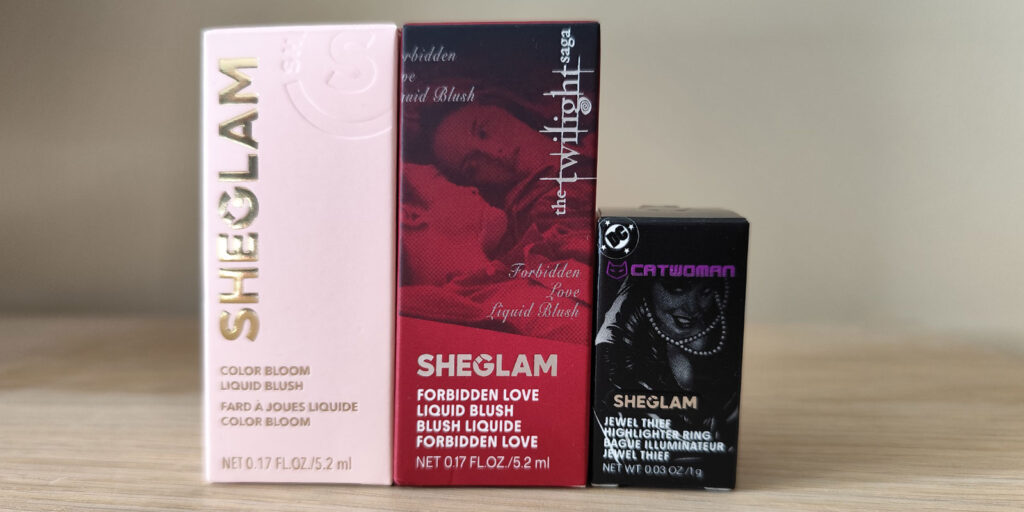 SHEGLAM
COLOR BLOOM
LIQUID BLUSH
FARD À JOUES LIQUIDE
COLOR BLOOM
NET 0.17 FL.OZ./5.2 ml
the twilight saga
Liquid Blush
Forbidden
Love
Liquid Blush
SHEGLAM
FORBIDDEN LOVE
LIQUID BLUSH
BLUSH LIQUIDE
FORBIDDEN LOVE
NET 0.17 FL.OZ./5.2 ml
DC
CATWOMAN
SHEGLAM
JEWEL THIEF
HIGHLIGHTER RING
BAGUE ILLUMINATEUR
JEWEL THIEF
NET WT 0.03 OZ/1g